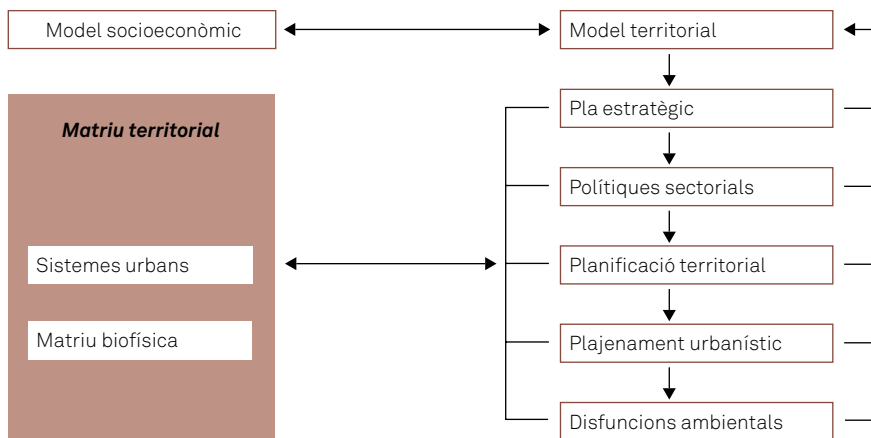 Model socioeconòmic
Model territorial
Matriu territorial
Pla estratègic
Polítiques sectorials
Sistemes urbans
Planificació territorial
Matriu biofísica
Plajenament urbanístic
Disfuncions ambientals